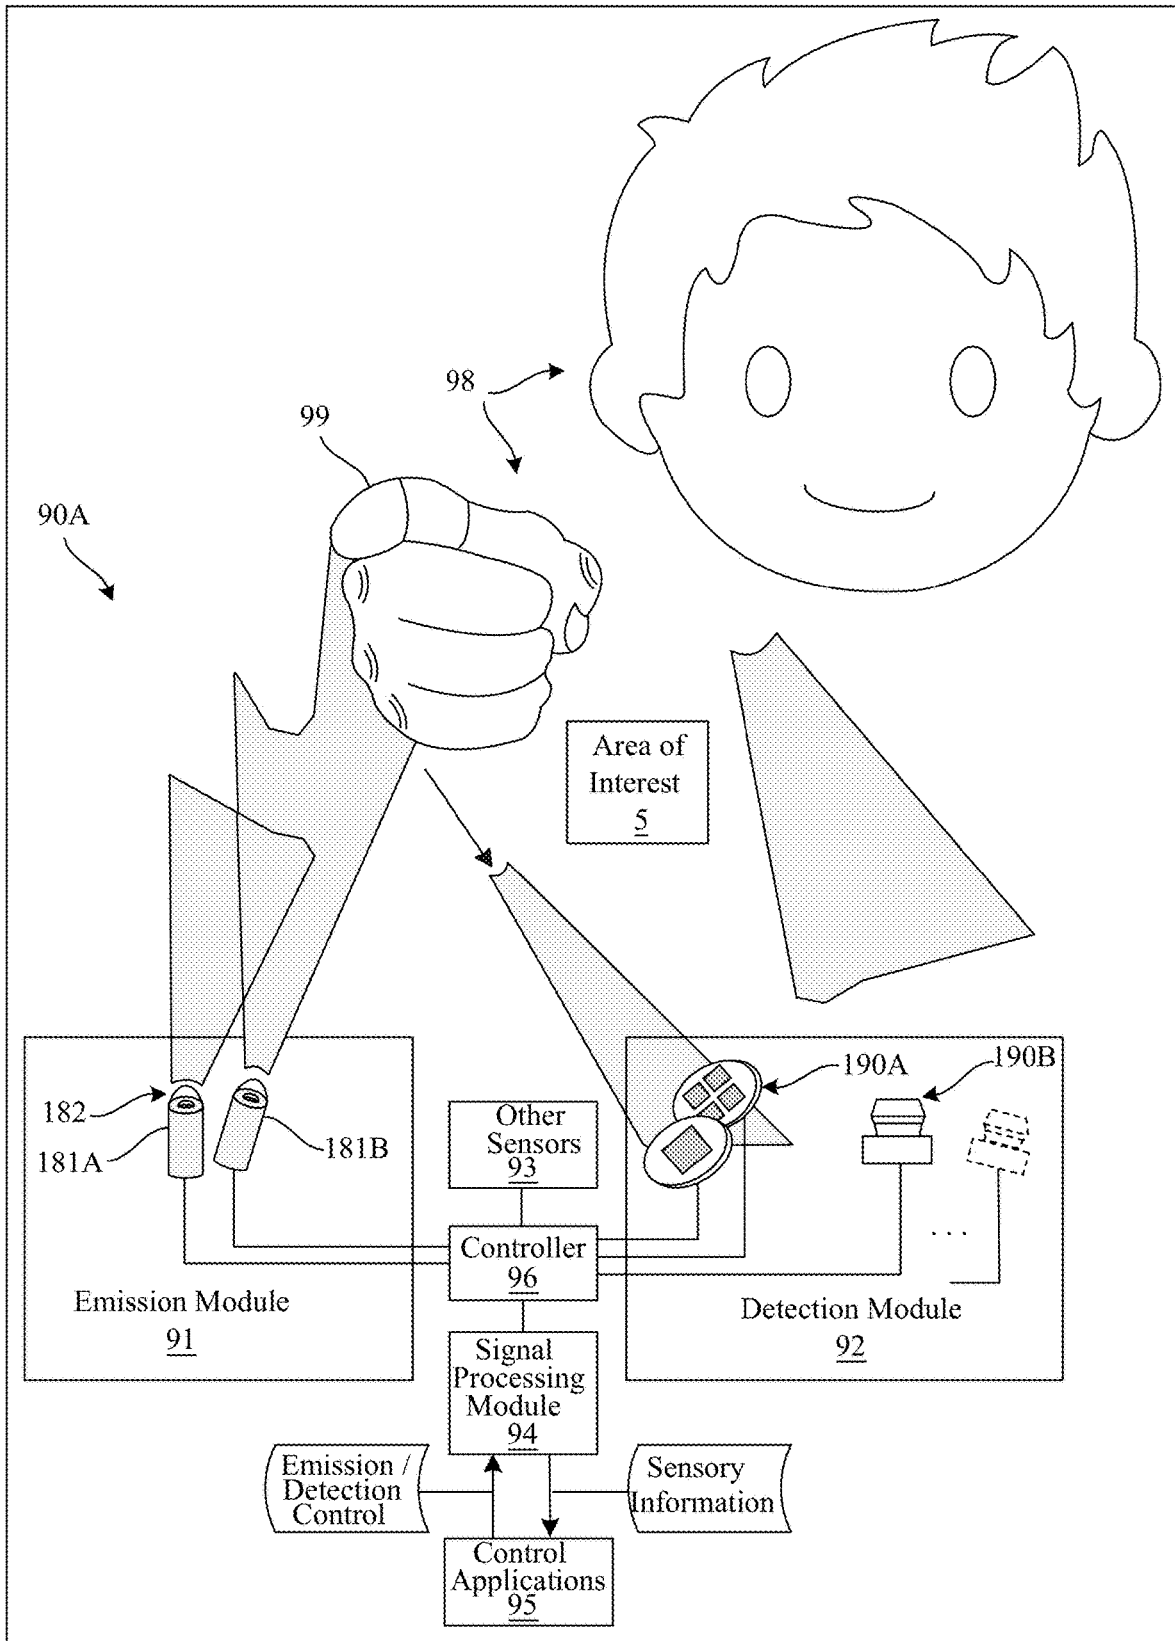 98
99
90A
Area of
Interest
5
190A
190B
182
181A
181B
Other
Sensors
93
Controller
96
Emission Module
91
Detection Module
92
. . .
Signal
Processing
Module
94
Emission /
Detection
Control
Sensory
Information
Control
Applications
95